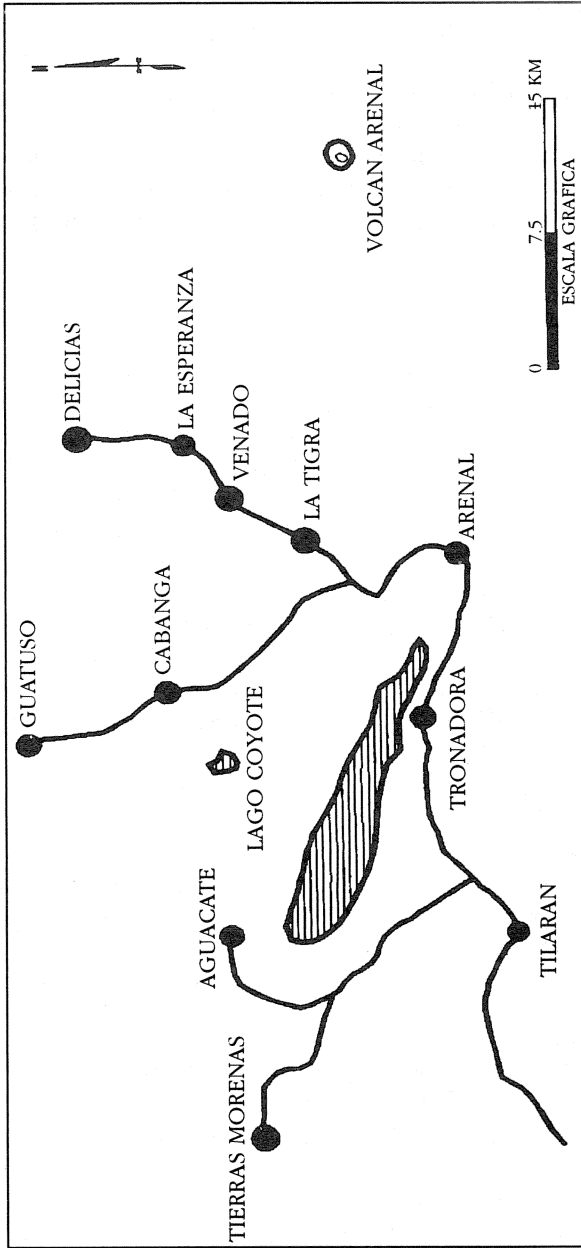 N
GUATUSO
DELICIAS
CABANGA
LA ESPERANZA
LAGO COYOTE
VENADO
AGUACATE
LA TIGRA
TIERRAS MORENAS
VOLCAN ARENAL
ARENAL
TRONADORA
TILARAN
0 7.5 15 KM
ESCALA GRAFICA